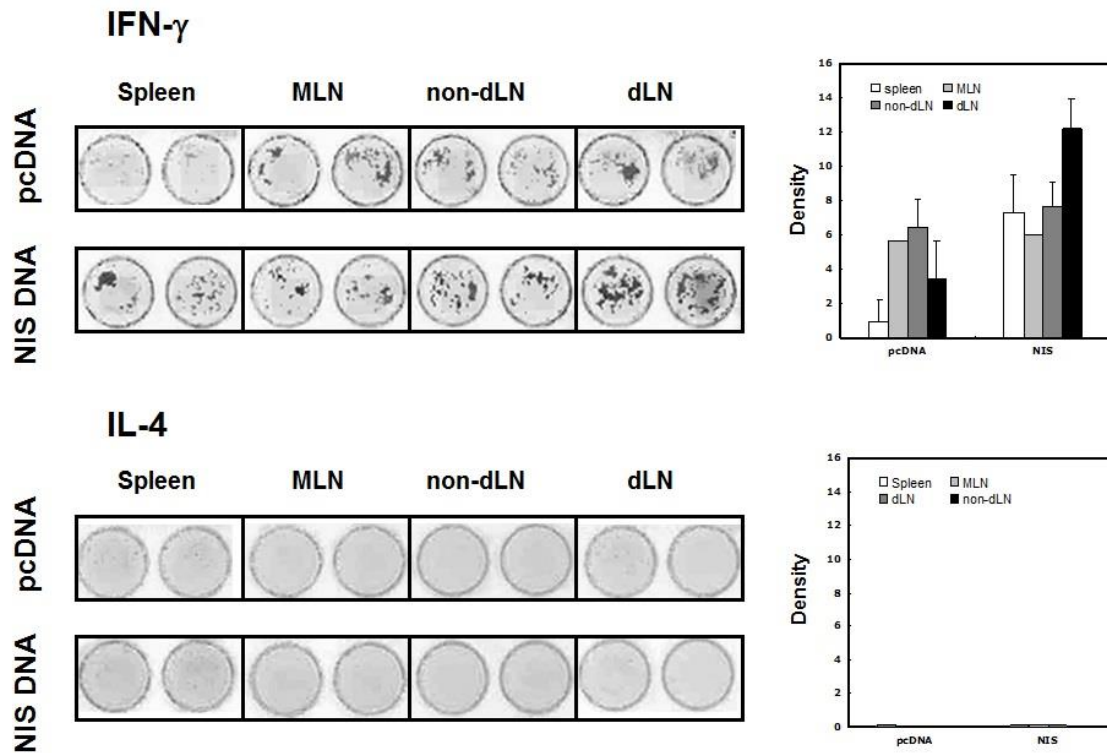 IFN-γ
Spleen MLN non-dLN dLN
pcDNA
NIS DNA
16
14
12
10
8
6
4
2
0
Density
spleen MLN
non-dLN dLN
pcDNA NIS
IL-4
Spleen MLN non-dLN dLN
pcDNA
NIS DNA
16
14
12
10
8
6
4
2
0
Density
Spleen MLN
dLN non-dLN
pcDNA NIS